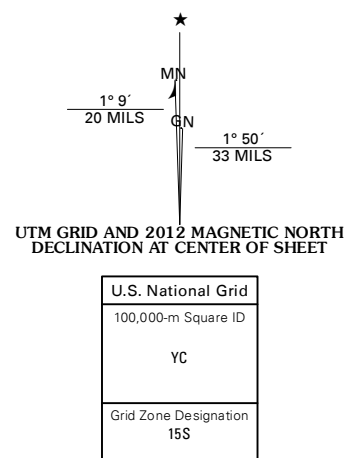 ★
MN
1° 9´
20 MILS
GN
1° 50´
33 MILS
UTM GRID AND 2012 MAGNETIC NORTH
DECLINATION AT CENTER OF SHEET
U.S. National Grid
100,000-m Square ID
YC
Grid Zone Designation
15S